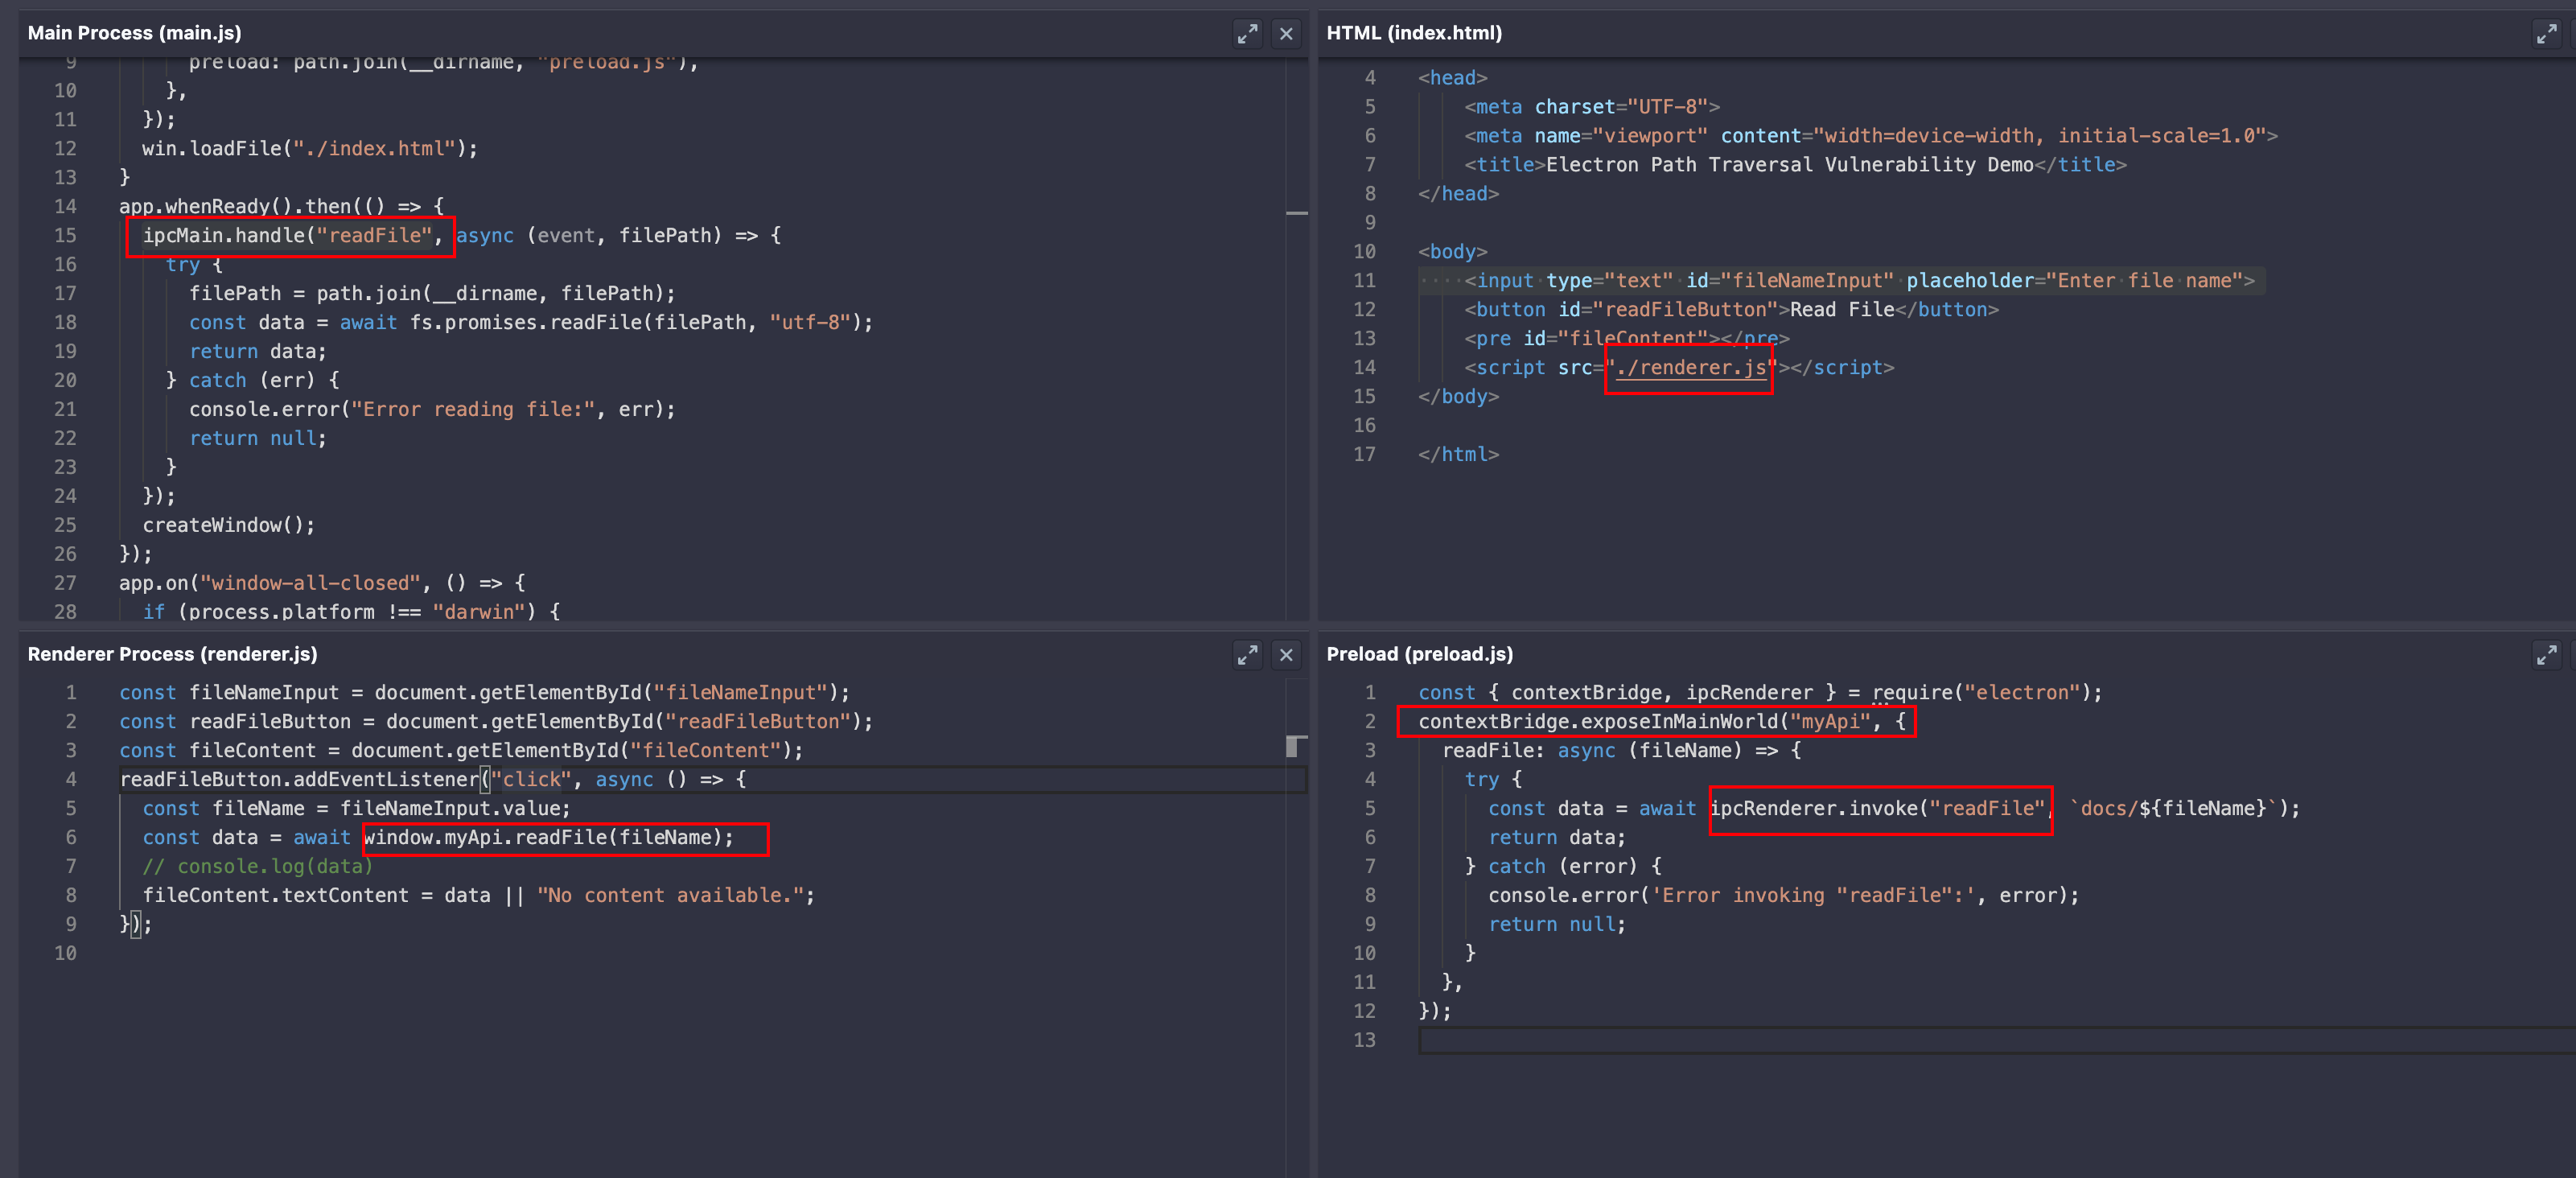 Main Process (main.js)
9 preload: path.join(__dirname, "preload.js"),
10 },
11 });
12 win.loadFile("./index.html");
13 }
14 app.whenReady().then(() => {
15 ipcMain.handle("readFile", async (event, filePath) => {
16 try {
17 filePath = path.join(__dirname, filePath);
18 const data = await fs.promises.readFile(filePath, "utf-8");
19 return data;
20 } catch (err) {
21 console.error("Error reading file:", err);
22 return null;
23 }
24 });
25 createWindow();
26 });
27 app.on("window-all-closed", () => {
28 if (process.platform !== "darwin") {
HTML (index.html)
4 <head>
5 <meta charset="UTF-8">
6 <meta name="viewport" content="width=device-width, initial-scale=1.0">
7 <title>Electron Path Traversal Vulnerability Demo</title>
8 </head>
9
10 <body>
11 ····<input·type="text"·id="fileNameInput"·placeholder="Enter·file·name">
12 <button id="readFileButton">Read File</button>
13 <pre id="fileContent"></pre>
14 <script src="./renderer.js"></script>
15 </body>
16
17 </html>
Renderer Process (renderer.js)
1 const fileNameInput = document.getElementById("fileNameInput");
2 const readFileButton = document.getElementById("readFileButton");
3 const fileContent = document.getElementById("fileContent");
4 readFileButton.addEventListener("click", async () => {
5 const fileName = fileNameInput.value;
6 const data = await window.myApi.readFile(fileName);
7 // console.log(data)
8 fileContent.textContent = data || "No content available.";
9 });
10
Preload (preload.js)
1 const { contextBridge, ipcRenderer } = require("electron");
2 contextBridge.exposeInMainWorld("myApi", {
3 readFile: async (fileName) => {
4 try {
5 const data = await ipcRenderer.invoke("readFile", `docs/${fileName}`);
6 return data;
7 } catch (error) {
8 console.error('Error invoking "readFile":', error);
9 return null;
10 }
11 },
12 });
13